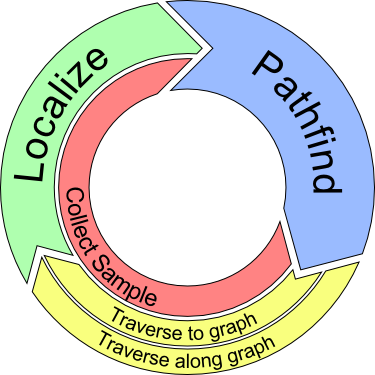 Localize
Pathfind
Collect Sample
Traverse to graph
Traverse along graph